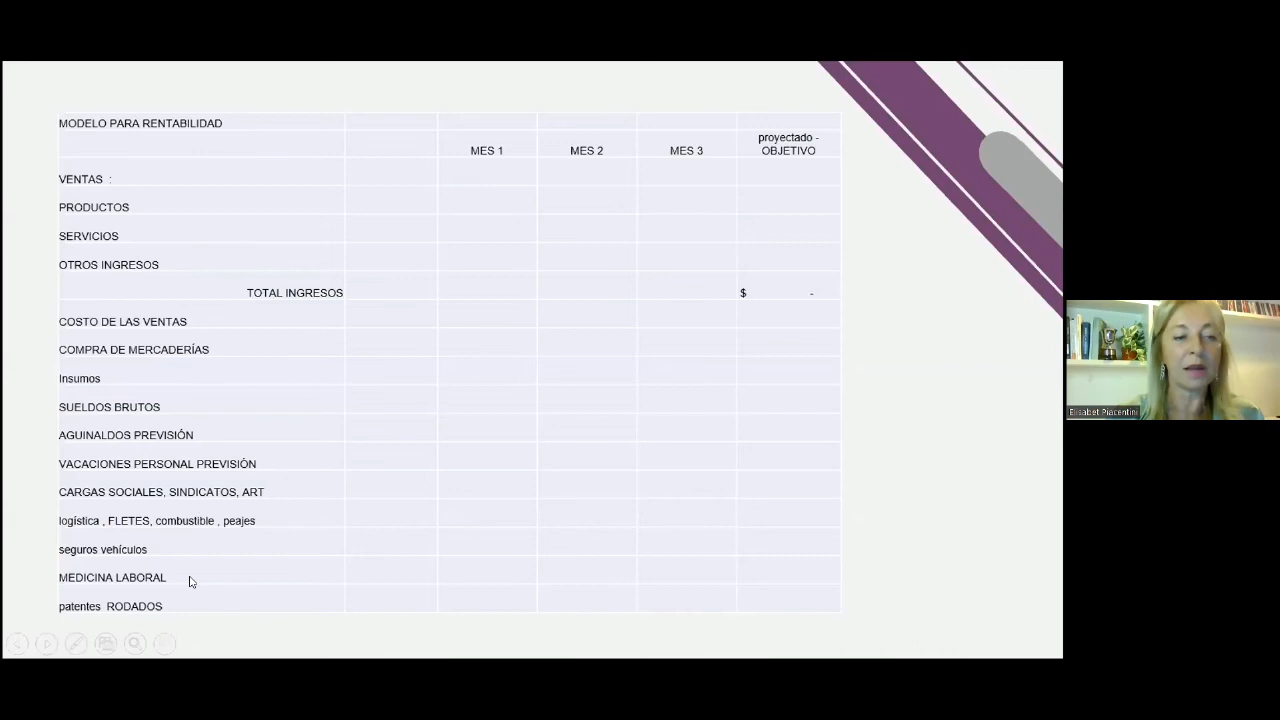 MODELO PARA RENTABILIDAD
MES 1 MES 2 MES 3 proyectado -
OBJETIVO
VENTAS :
PRODUCTOS
SERVICIOS
OTROS INGRESOS
TOTAL INGRESOS $ -
COSTO DE LAS VENTAS
COMPRA DE MERCADERÍAS
Insumos
SUELDOS BRUTOS
AGUINALDOS PREVISIÓN
VACACIONES PERSONAL PREVISIÓN
CARGAS SOCIALES, SINDICATOS, ART
logística , FLETES, combustible , peajes
seguros vehículos
MEDICINA LABORAL
patentes RODADOS
Elisabet Piacentini